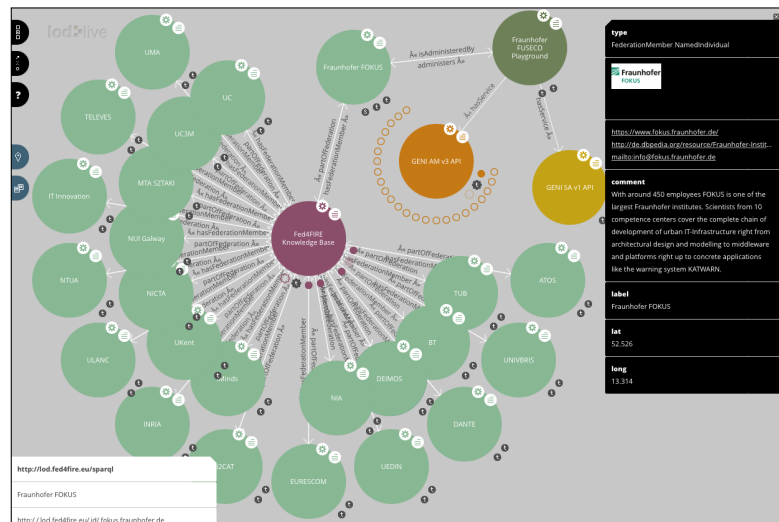 lod live
UMA
UC
TELEVES
UC3M
MTA SZTAKI
IT Innovation
NUI Galway
NTUA
NICTA
UKent
ULANC
iMinds
INRIA
I2CAT
EURESCOM
NIA
DEIMOS
UEDIN
BT
TUB
DANTE
UNIVBRIS
ATOS
Fed4FIRE
Knowledge Base
Fraunhofer FOKUS
Fraunhofer
FUSECO
Playground
Â« isAdministeredBy
administers Â»
Â« hasService
hasService Â»
GENI AM v3 API
GENI SA v1 API
Â« partOfFederation
hasFederationMember Â»
?
http://lod.fed4fire.eu/sparql
Fraunhofer FOKUS
type
FederationMember NamedIndividual
Fraunhofer
FOKUS
https://www.fokus.fraunhofer.de/
http://de.dbpedia.org/resource/Fraunhofer-Instit...
mailto:info@fokus.fraunhofer.de
comment
With around 450 employees FOKUS is one of the
largest Fraunhofer institutes. Scientists from 10
competence centers cover the complete chain of
development of urban IT-Infrastructure right from
architectural design and modelling to middleware
and platforms right up to concrete applications
like the warning system KATWARN.
label
Fraunhofer FOKUS
lat
52.526
long
13.314